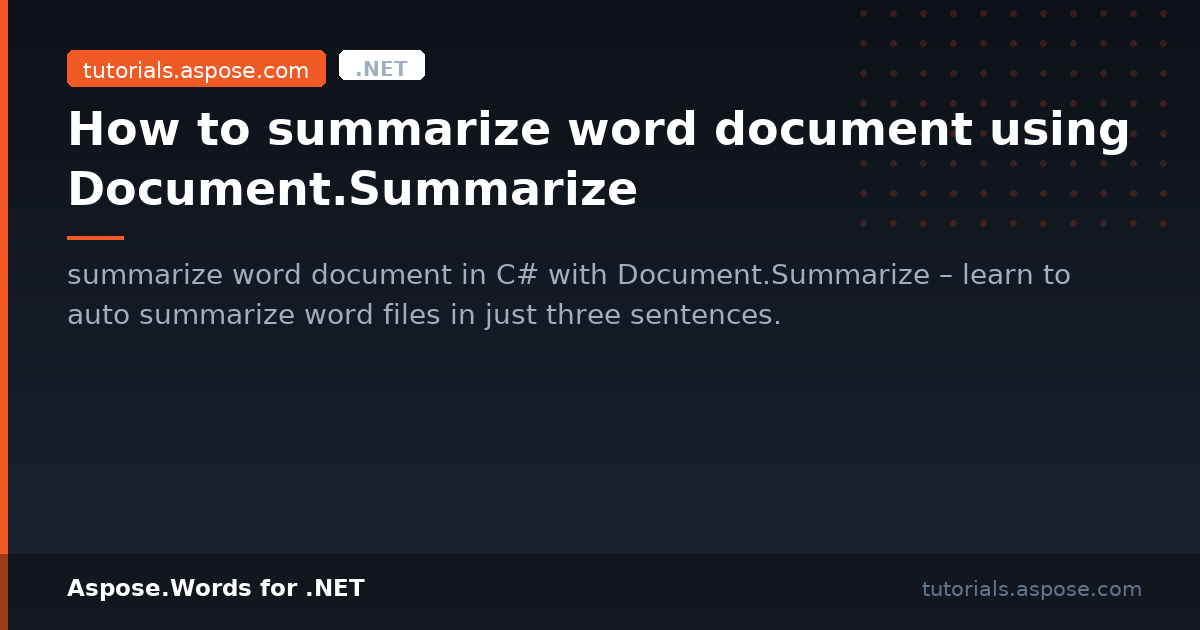 tutorials.aspose.com
.NET
How to summarize word document using
Document.Summarize
summarize word document in C# with Document.Summarize – learn to
auto summarize word files in just three sentences.
Aspose.Words for .NET
tutorials.aspose.com